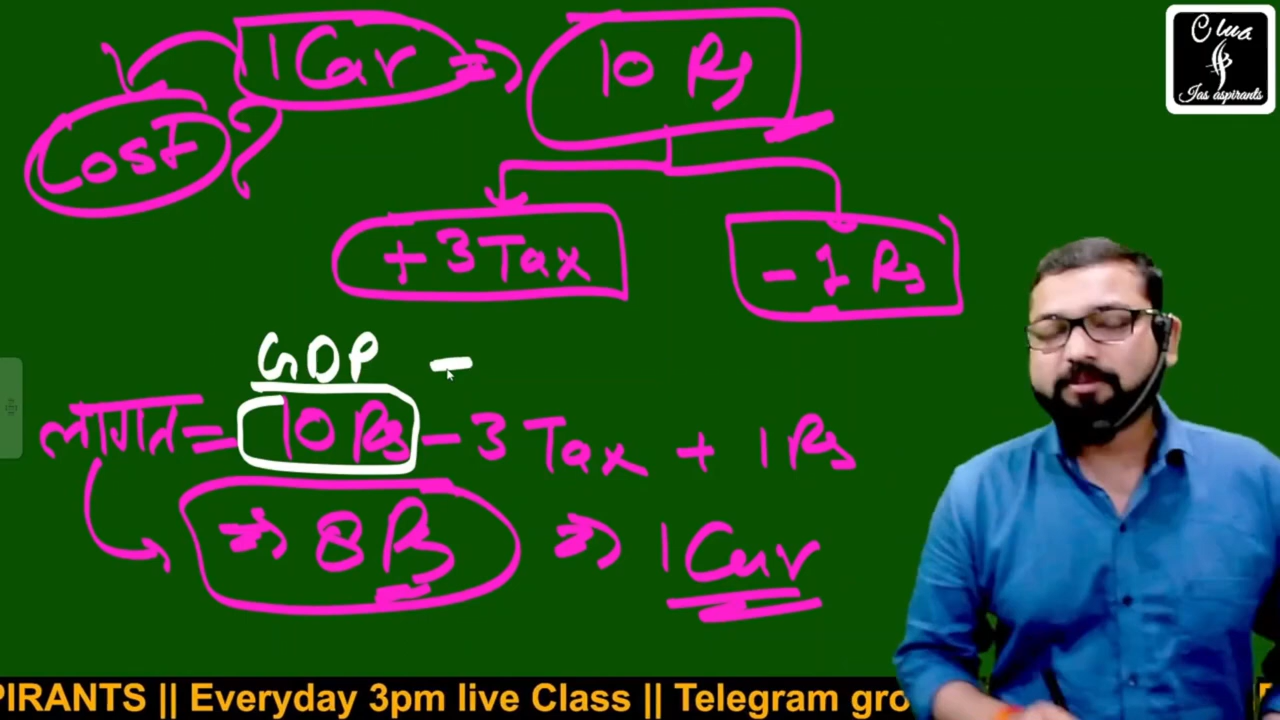 1 Car ⇒ 10 Rs
Cost
+ 3 Tax
- 1 Rs
GDP -
लागत = 10 Rs - 3 Tax + 1 Rs
⇒ 8 Rs ⇒ 1 Car
Clua
Ias aspirants
PIRANTS || Everyday 3pm live Class || Telegram gro